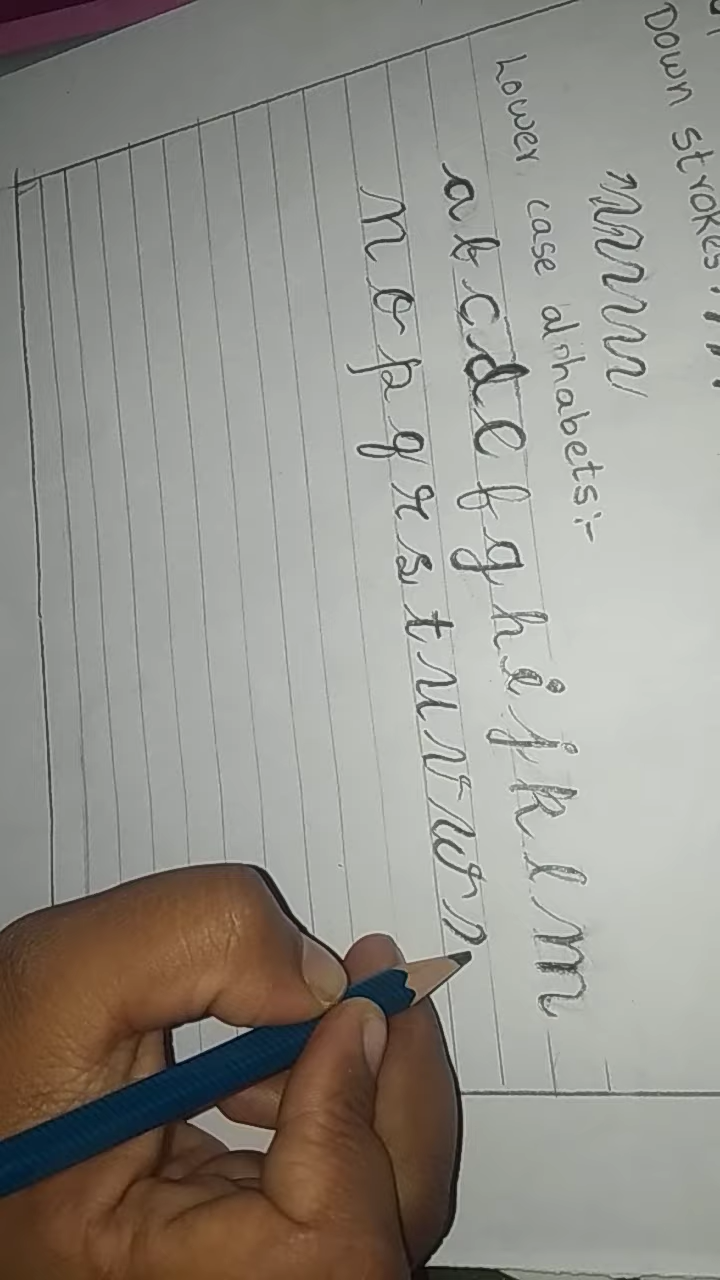 Down strokes:
Lower case alphabets:-
a b c d e f g h i j k l m
n o p q r s t u v w